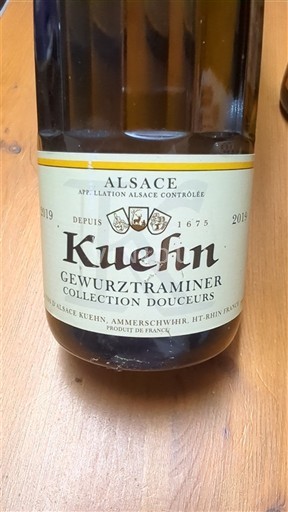 ALSACE
APPELLATION ALSACE CONTRÔLÉE
2019 DEPUIS 1675 2019
Kuehn
GEWURZTRAMINER
COLLECTION DOUCEURS
D'ALSACE KUEHN, AMMERSCHWIHR, HT-RHIN FRANCE
PRODUIT DE FRANCE